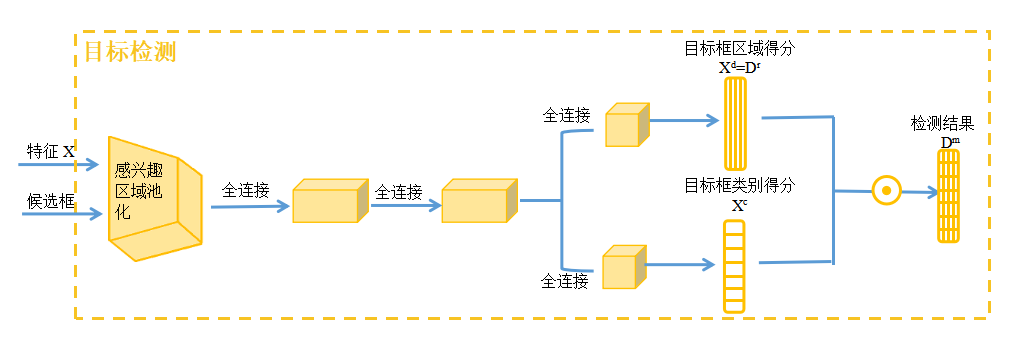 目标检测
特征 X
候选框
感兴趣
区域池
化
全连接
全连接
全连接
全连接
目标框区域得分
Xᵈ=Dʳ
目标框类别得分
Xᶜ
检测结果
Dᵐ